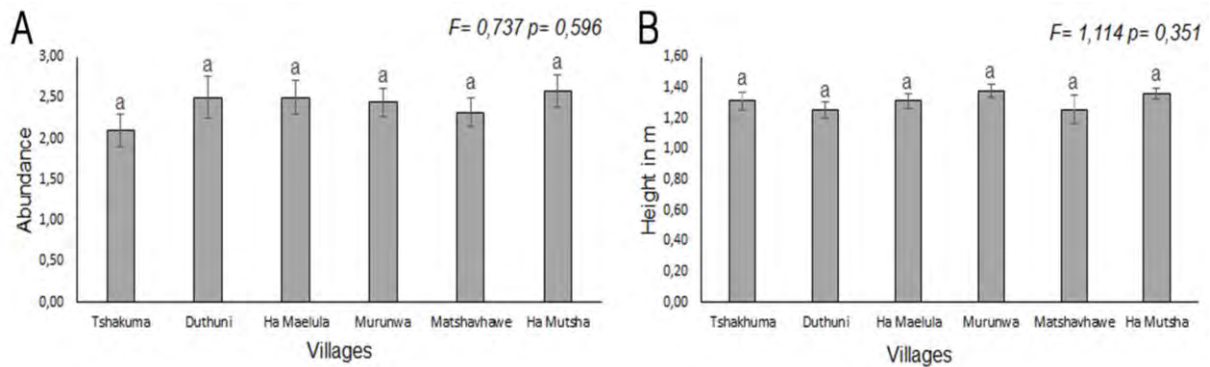 A
F= 0,737 p= 0,596
3,00
2,50
2,00
1,50
1,00
0,50
0,00
Abundance
a a a a a a
Tshakuma Duthuni Ha Maelula Murunwa Matshavhawe Ha Mutsha
Villages
B
F= 1,114 p= 0,351
1,60
1,40
1,20
1,00
0,80
0,60
0,40
0,20
0,00
Height in m
a a a a a a
Tshakhuma Duthuni Ha Maelula Murunwa Matshavhawe Ha Mutsha
Villages